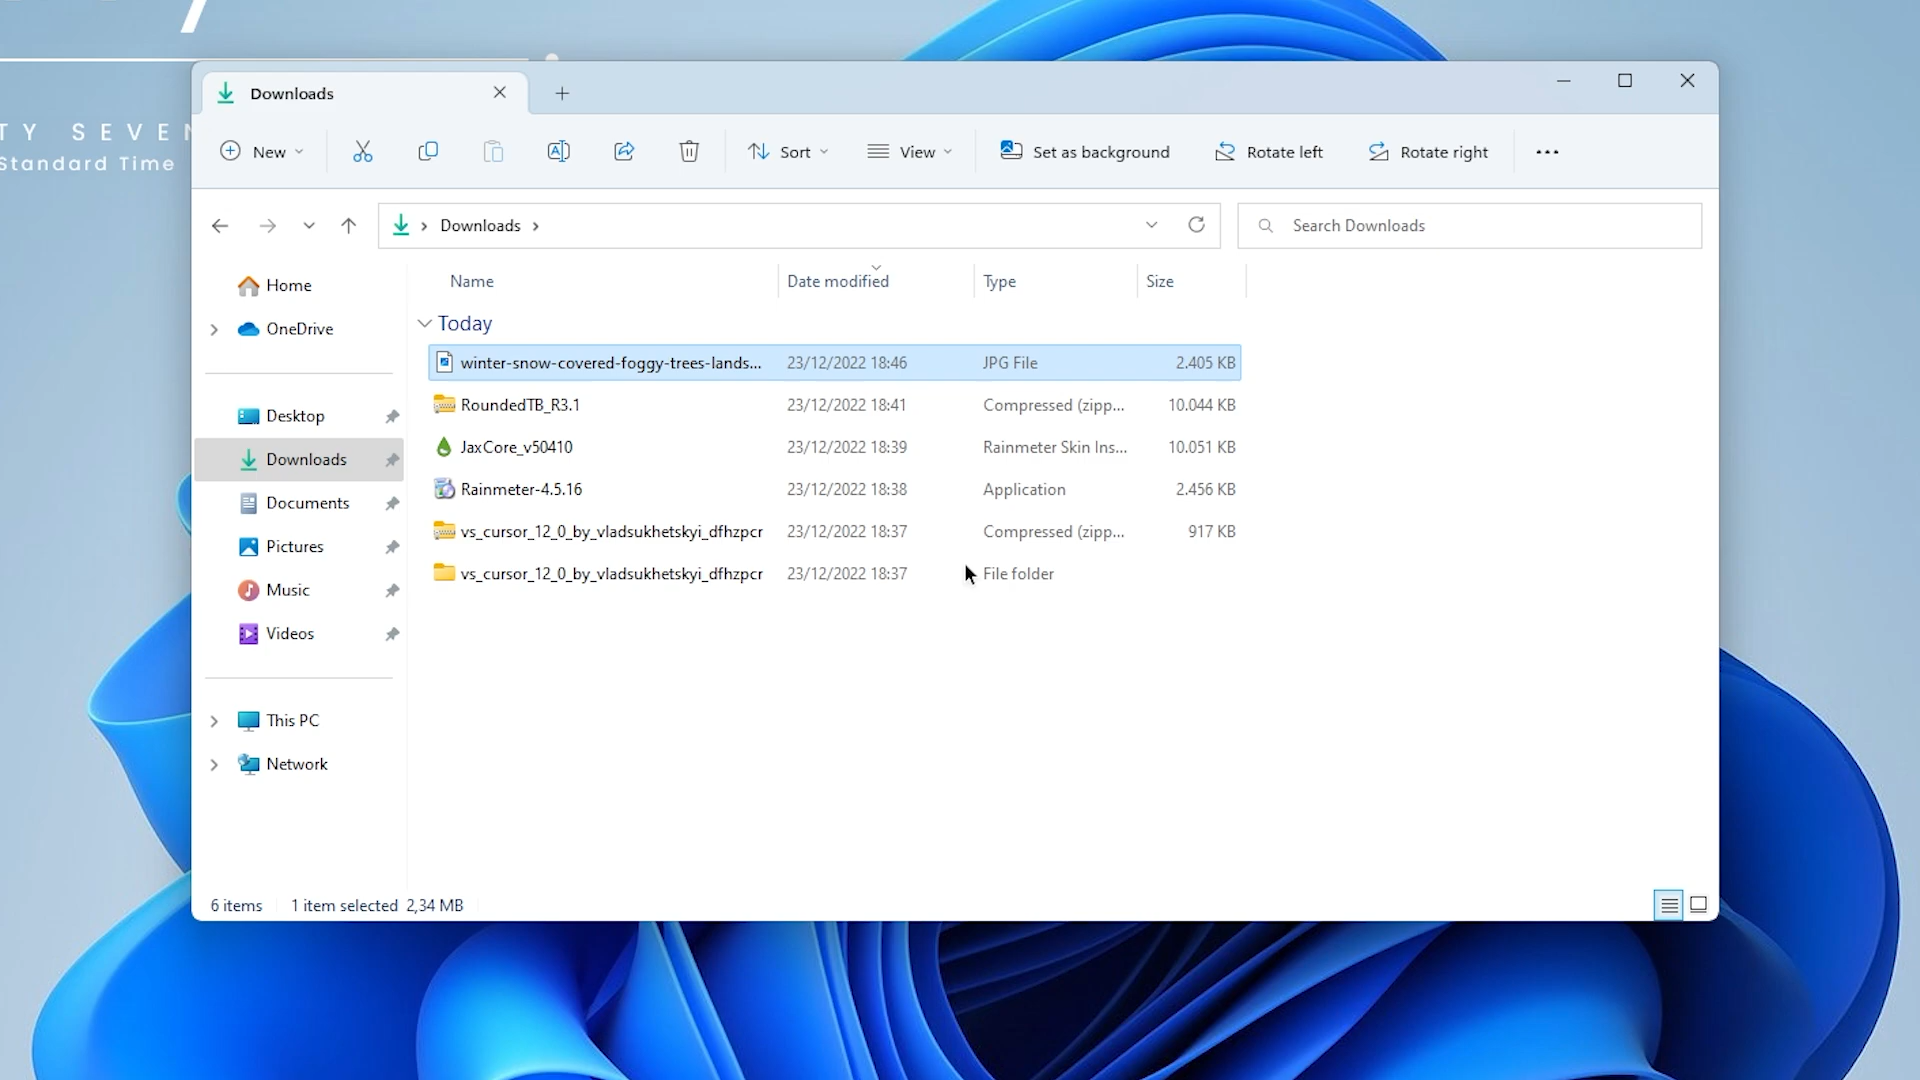 TY SEVEN
Standard Time
Downloads
New
Sort
View
Set as background
Rotate left
Rotate right
Downloads
Search Downloads
Name
Date modified
Type
Size
Home
OneDrive
Desktop
Downloads
Documents
Pictures
Music
Videos
This PC
Network
Today
winter-snow-covered-foggy-trees-lands... 23/12/2022 18:46 JPG File 2.405 KB
RoundedTB_R3.1 23/12/2022 18:41 Compressed (zipp... 10.044 KB
JaxCore_v50410 23/12/2022 18:39 Rainmeter Skin Ins... 10.051 KB
Rainmeter-4.5.16 23/12/2022 18:38 Application 2.456 KB
vs_cursor_12_0_by_vladsukhetskyi_dfhzpcr 23/12/2022 18:37 Compressed (zipp... 917 KB
vs_cursor_12_0_by_vladsukhetskyi_dfhzpcr 23/12/2022 18:37 File folder
6 items 1 item selected 2,34 MB